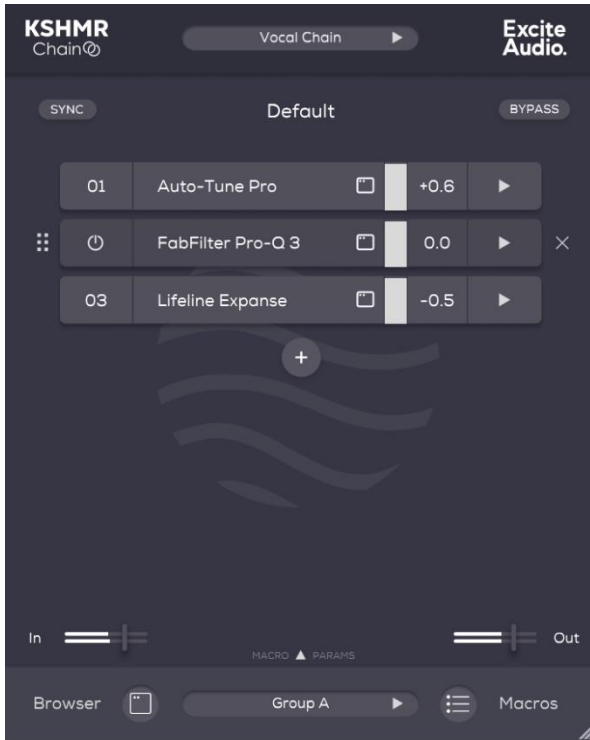 KSHMR
Chain
Vocal Chain
Excite
Audio.
SYNC
Default
BYPASS
01 Auto-Tune Pro +0.6
FabFilter Pro-Q 3 0.0
03 Lifeline Expanse -0.5
+
In
Out
MACRO PARAMS
Browser
Group A
Macros